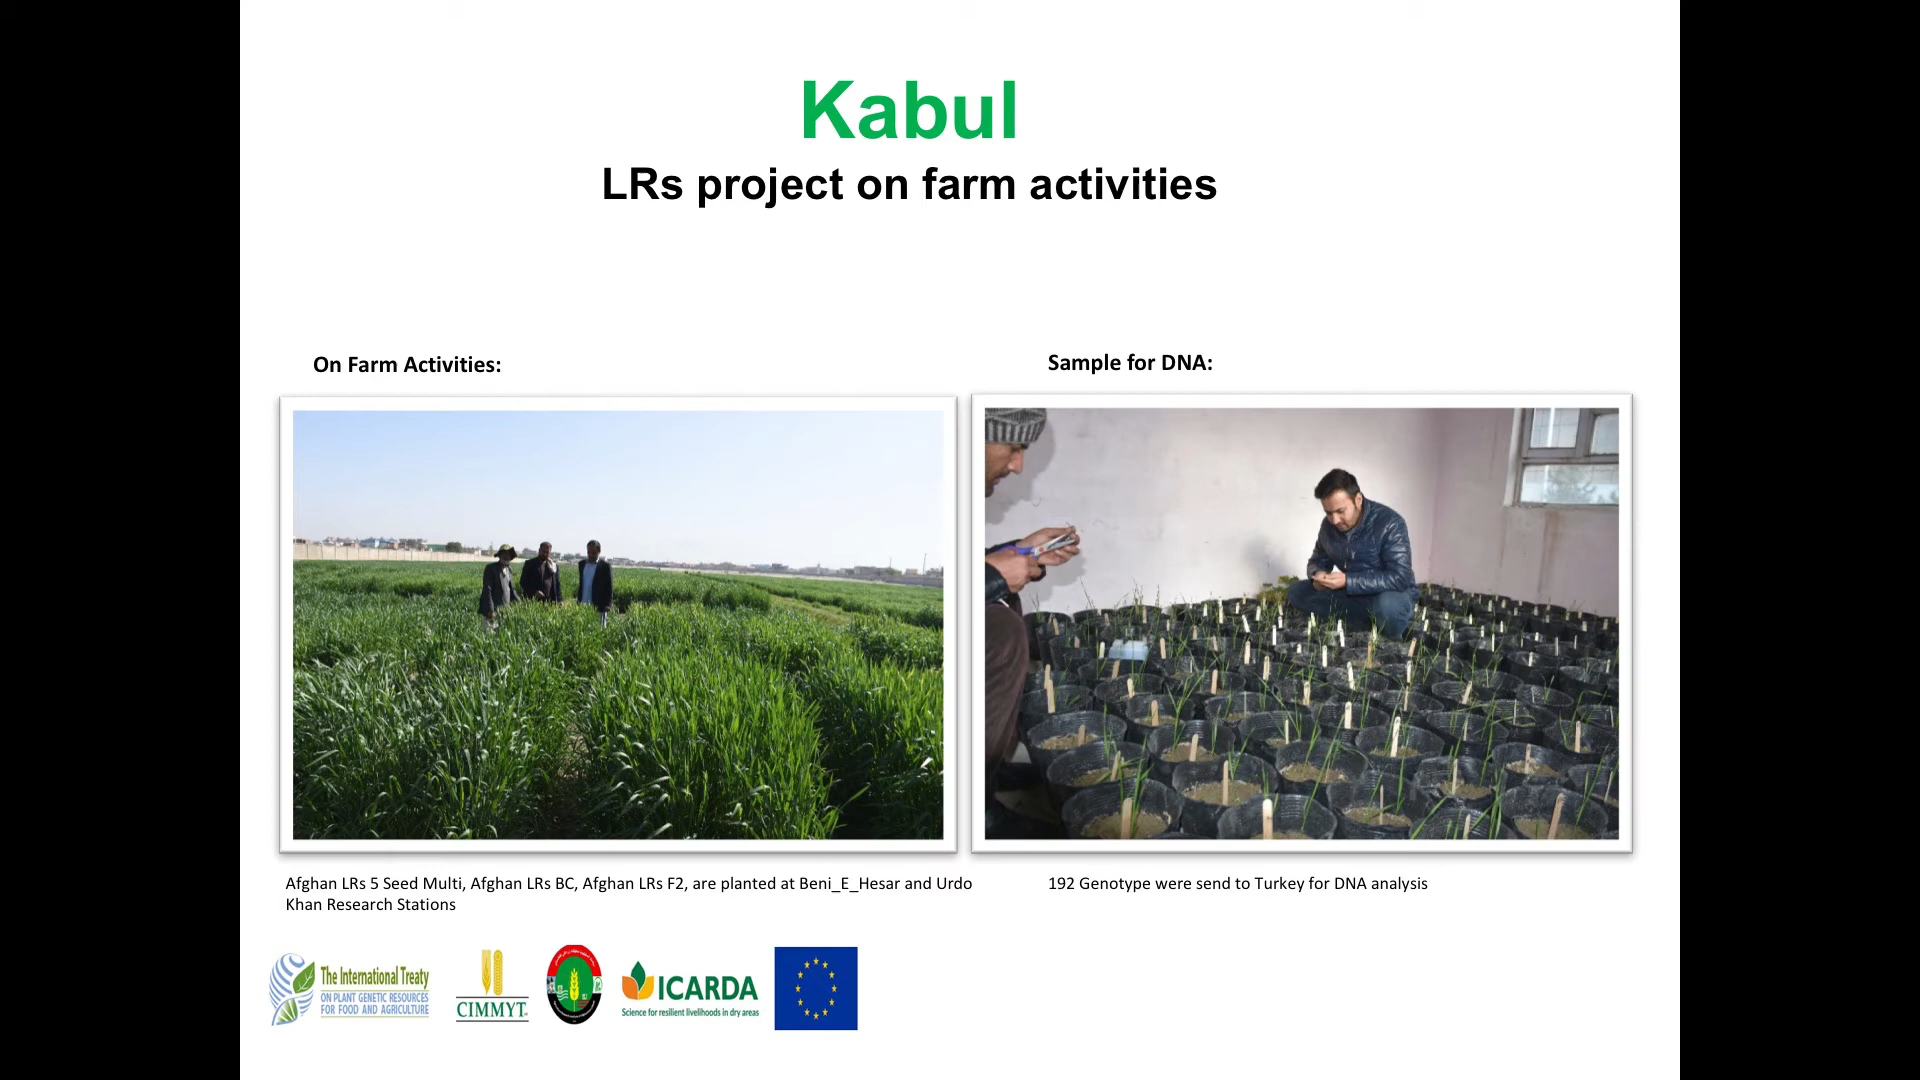 Kabul
LRs project on farm activities
On Farm Activities:
Sample for DNA:
Afghan LRs 5 Seed Multi, Afghan LRs BC, Afghan LRs F2, are planted at Beni_E_Hesar and Urdo
Khan Research Stations
192 Genotype were send to Turkey for DNA analysis
The International Treaty
ON PLANT GENETIC RESOURCES
FOR FOOD AND AGRICULTURE
CIMMYT
ICARDA
Science for resilient livelihoods in dry areas